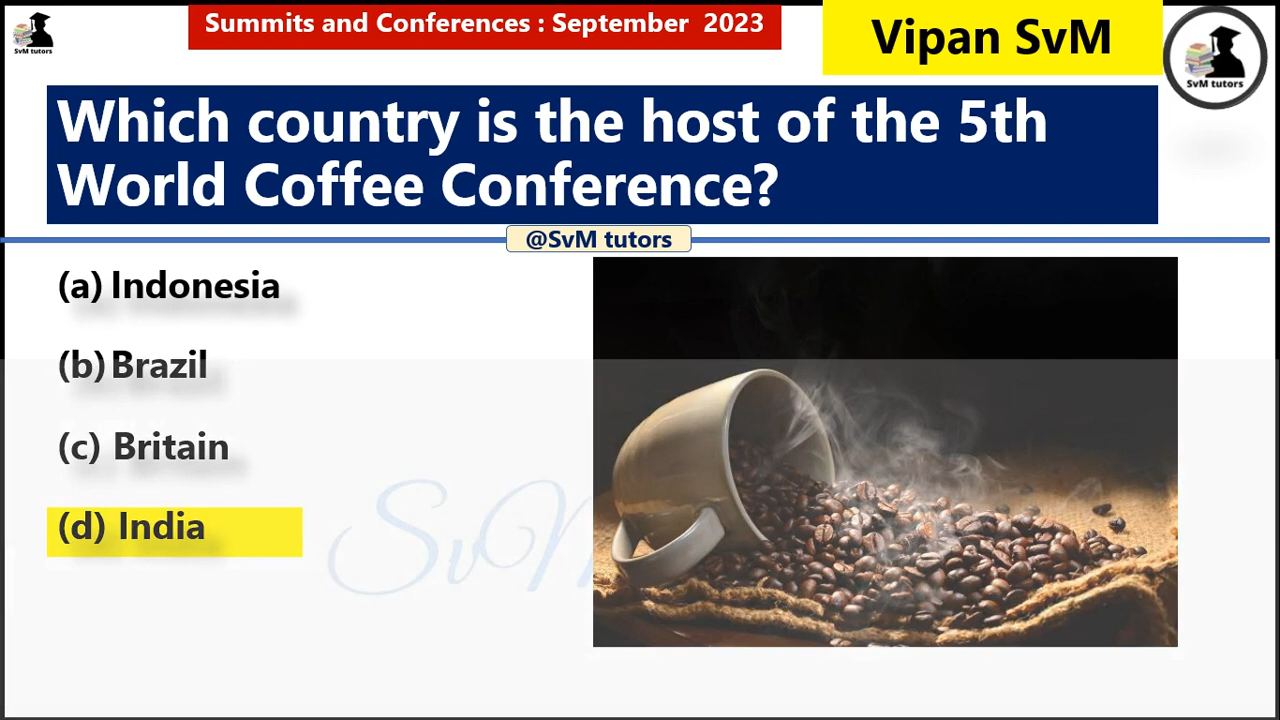 SvM tutors
Summits and Conferences : September 2023
Vipan SvM
SvM tutors
Which country is the host of the 5th
World Coffee Conference?
@SvM tutors
(a) Indonesia
(b) Brazil
(c) Britain
(d) India